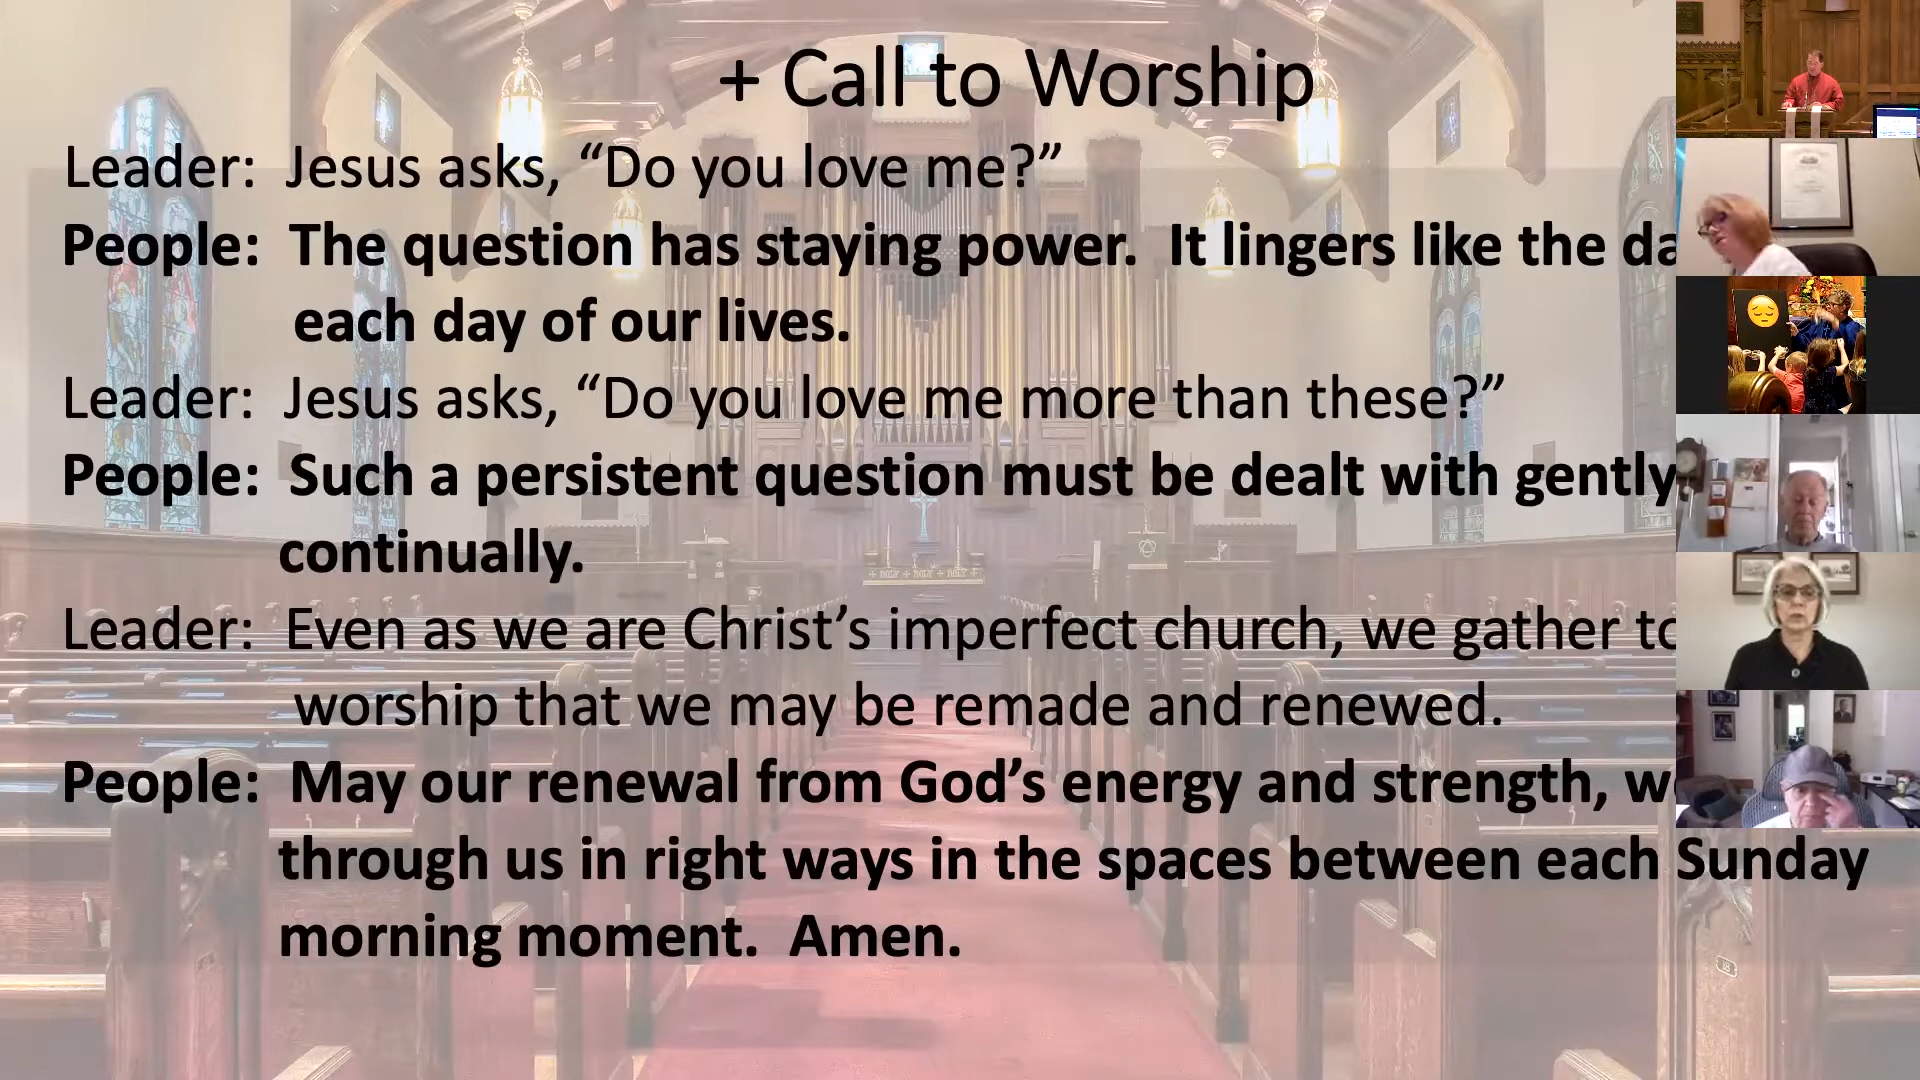 + Call to Worship
Leader: Jesus asks, “Do you love me?”
People: The question has staying power. It lingers like the
each day of our lives.
Leader: Jesus asks, “Do you love me more than these?”
People: Such a persistent question must be dealt with gently
continually.
Leader: Even as we are Christ’s imperfect church, we gather to
worship that we may be remade and renewed.
People: May our renewal from God’s energy and strength,
through us in right ways in the spaces between each Sunday
morning moment. Amen.